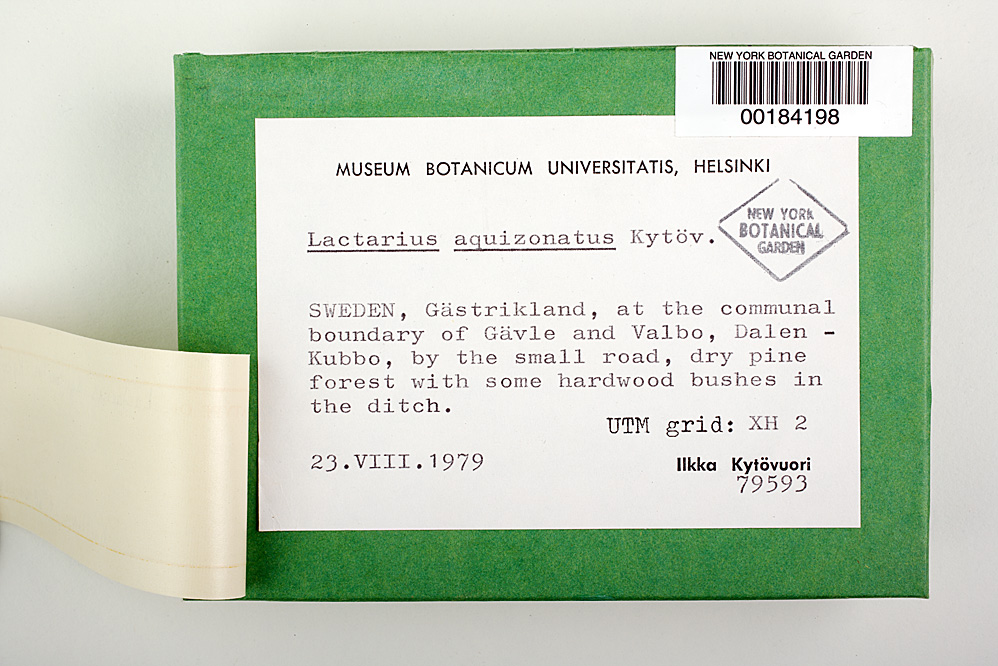 NEW YORK BOTANICAL GARDEN
00184198
MUSEUM BOTANICUM UNIVERSITATIS, HELSINKI
Lactarius aquizonatus Kytöv.
NEW YORK
BOTANICAL
GARDEN
SWEDEN, Gästrikland, at the communal
boundary of Gävle and Valbo, Dalen -
Kubbo, by the small road, dry pine
forest with some hardwood bushes in
the ditch.
UTM grid: XH 2
23.VIII.1979
Ilkka Kytövuori
79593